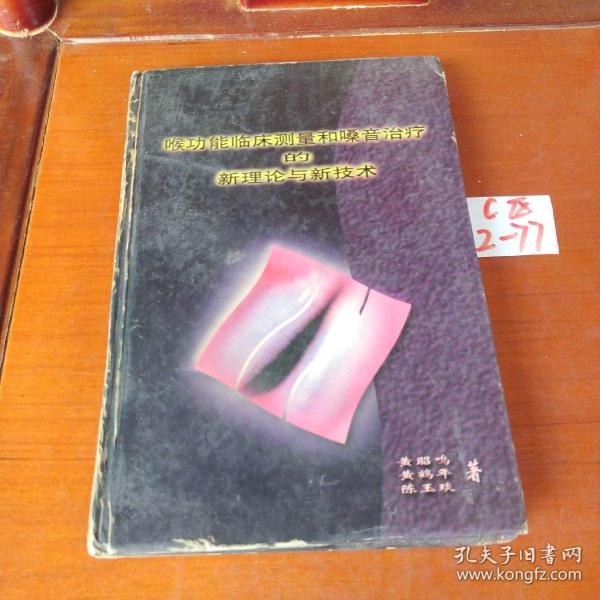 喉功能临床测量和嗓音治疗
的
新理论与新技术
黄昭鸣
黄鹤年
陈玉琰
著
2-77
孔夫子旧书网
www.kongfz.com